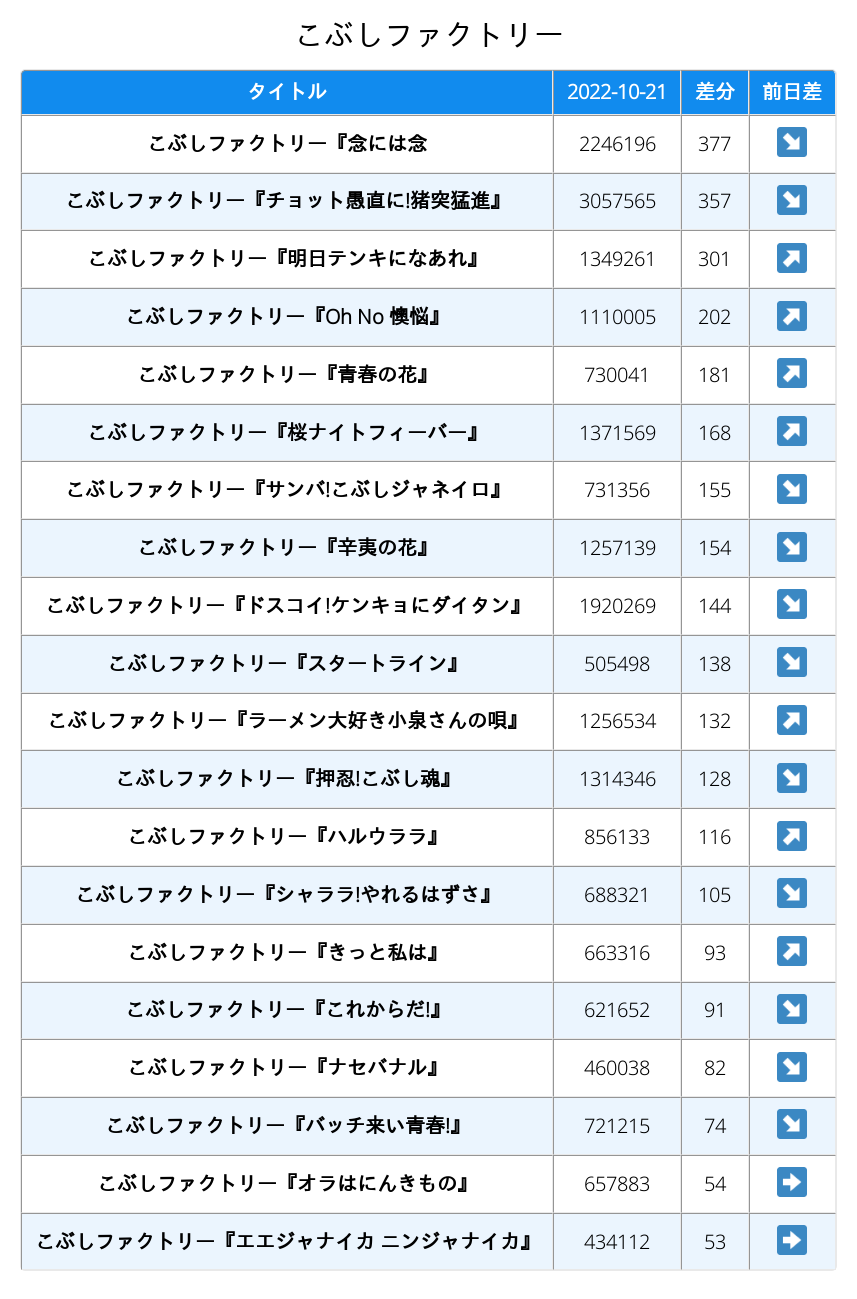 こぶしファクトリー
タイトル 2022-10-21 差分 前日差
こぶしファクトリー『念には念 2246196 377 ↘
こぶしファクトリー『チョット愚直に!猪突猛進』 3057565 357 ↘
こぶしファクトリー『明日テンキになあれ』 1349261 301 ↗
こぶしファクトリー『Oh No 懊悩』 1110005 202 ↗
こぶしファクトリー『青春の花』 730041 181 ↗
こぶしファクトリー『桜ナイトフィーバー』 1371569 168 ↗
こぶしファクトリー『サンバ!こぶしジャネイロ』 731356 155 ↘
こぶしファクトリー『辛夷の花』 1257139 154 ↘
こぶしファクトリー『ドスコイ!ケンキョにダイタン』 1920269 144 ↘
こぶしファクトリー『スタートライン』 505498 138 ↘
こぶしファクトリー『ラーメン大好き小泉さんの唄』 1256534 132 ↗
こぶしファクトリー『押忍!こぶし魂』 1314346 128 ↘
こぶしファクトリー『ハルウララ』 856133 116 ↗
こぶしファクトリー『シャララ!やれるはずさ』 688321 105 ↘
こぶしファクトリー『きっと私は』 663316 93 ↗
こぶしファクトリー『これからだ!』 621652 91 ↘
こぶしファクトリー『ナセバナル』 460038 82 ↘
こぶしファクトリー『バッチ来い青春!』 721215 74 ↘
こぶしファクトリー『オラはにんきもの』 657883 54 →
こぶしファクトリー『エエジャナイカ ニンジャナイカ』 434112 53 →